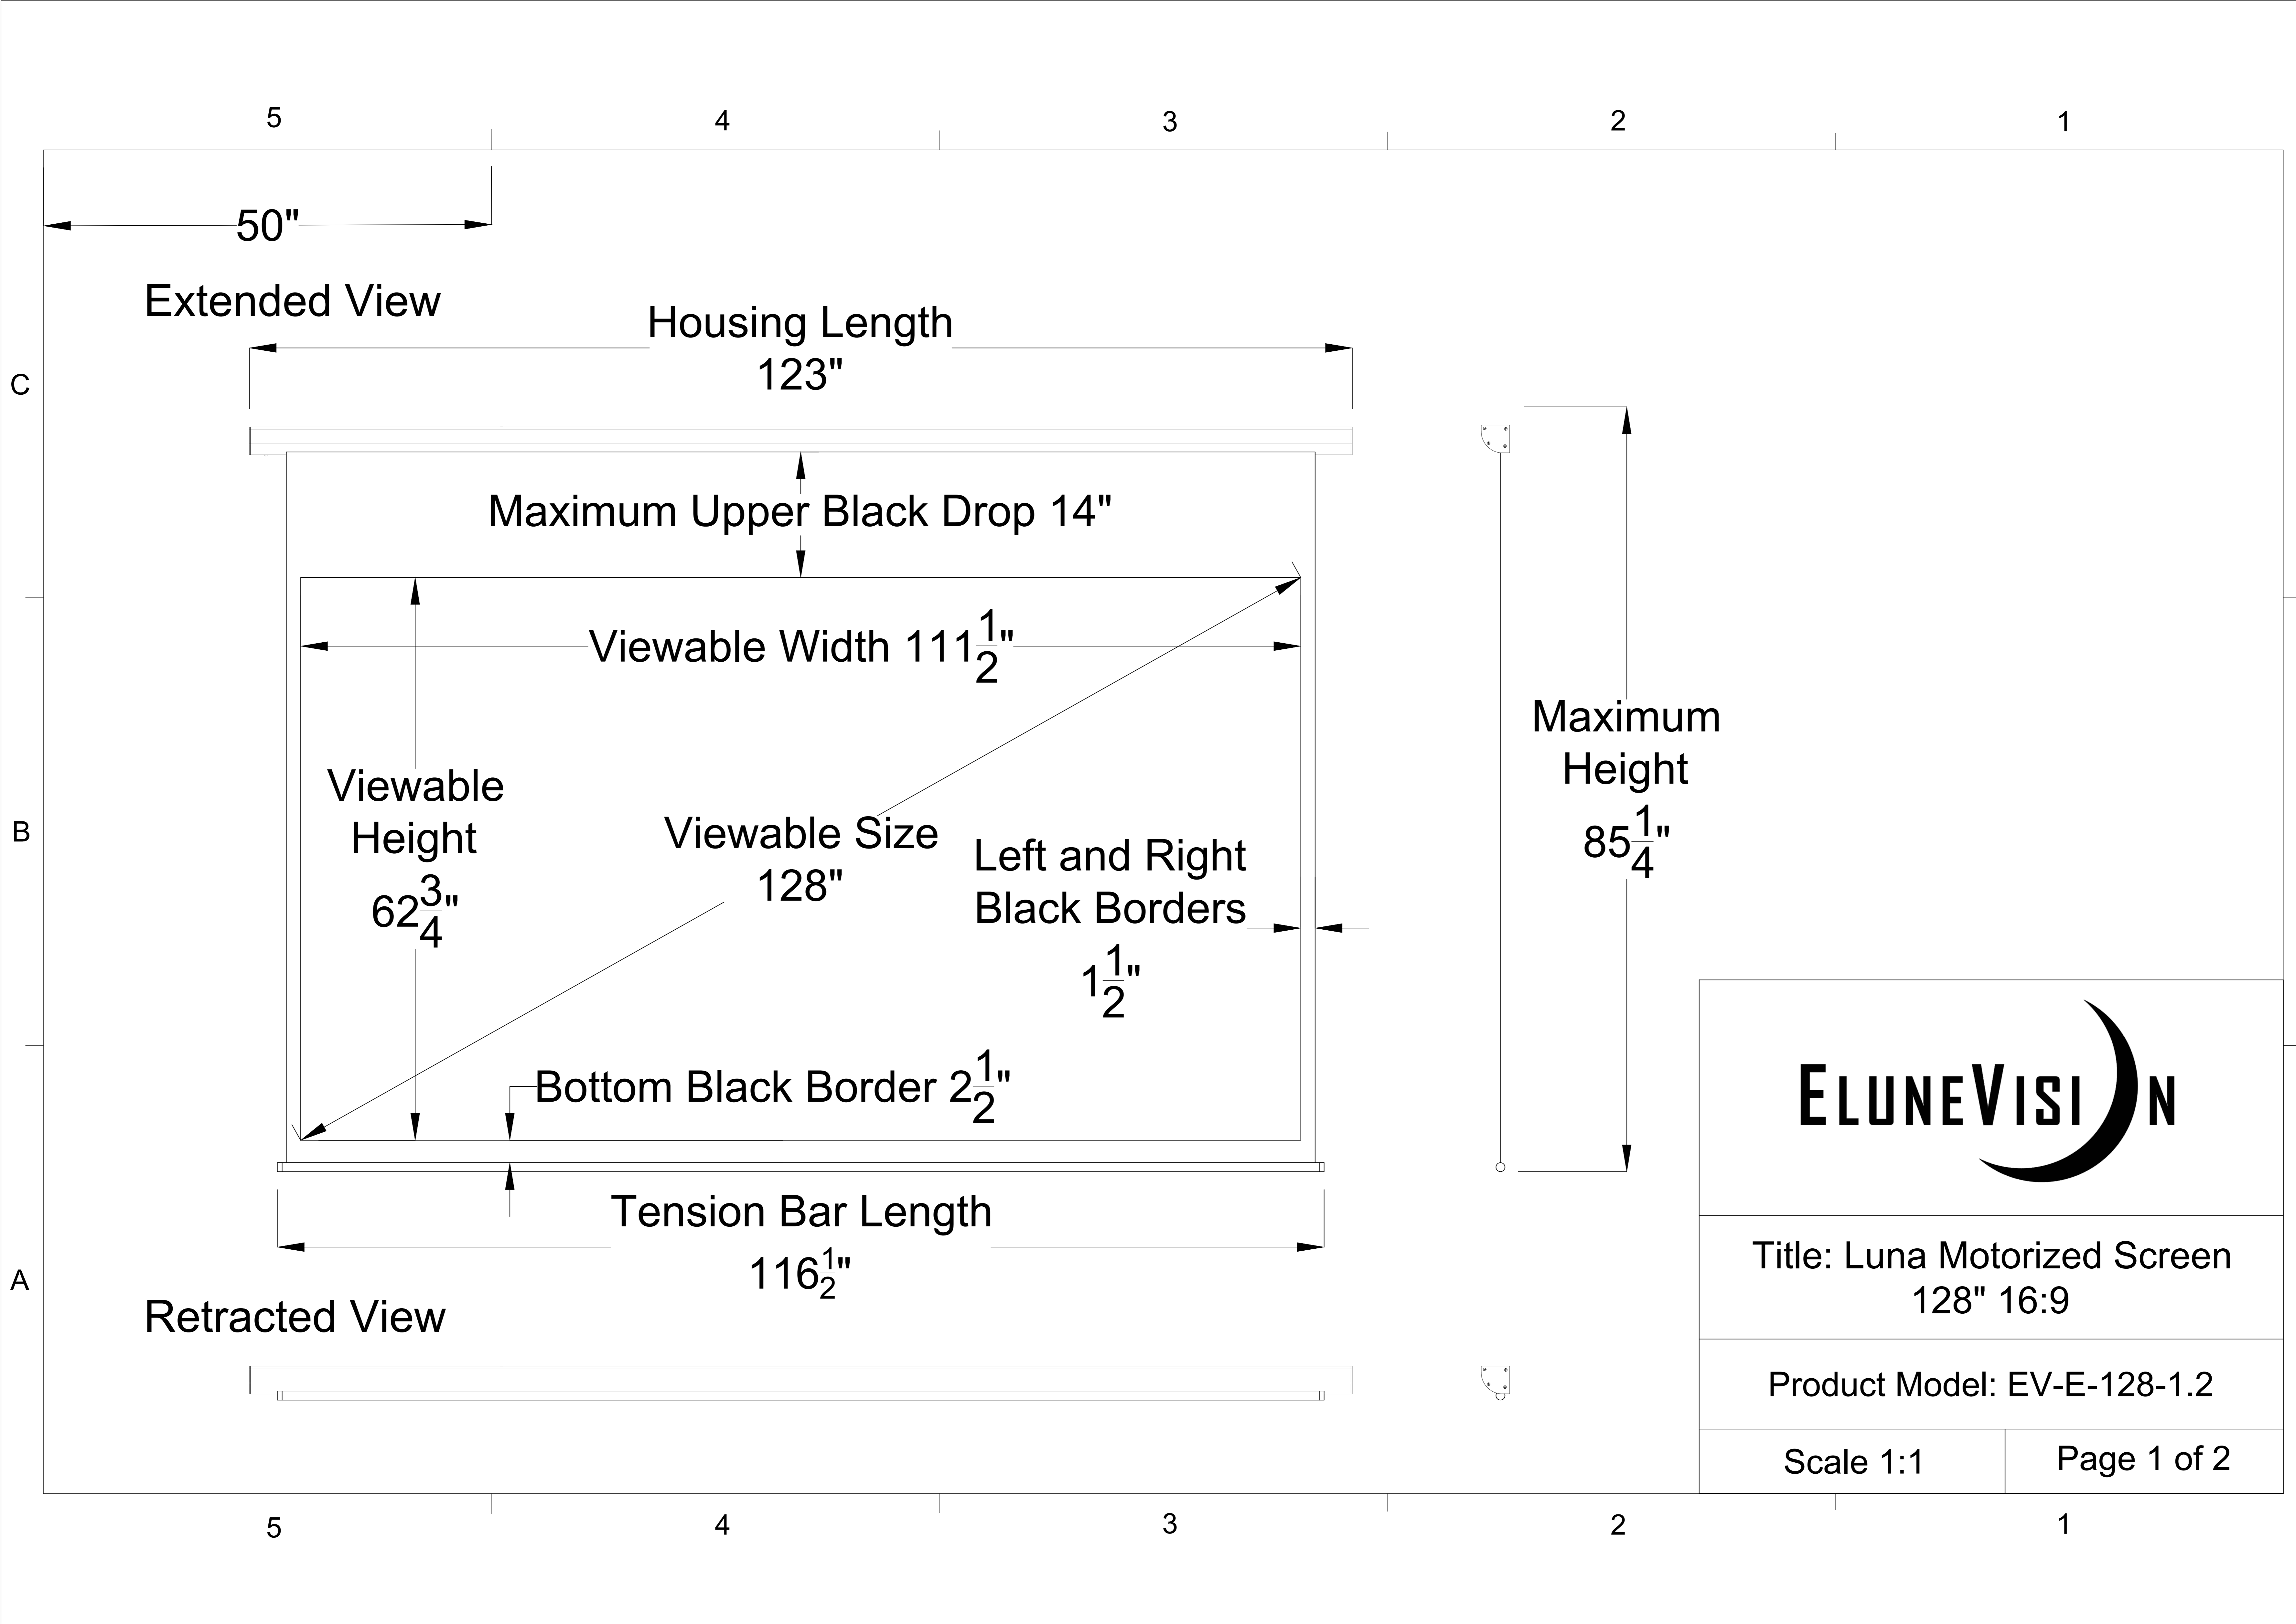 5 4 3 2 1
50"
Extended View
Housing Length
123"
C
Maximum Upper Black Drop 14"
Viewable Width 111 1/2"
Maximum
Height
85 1/4"
Viewable
Height
62 3/4"
Viewable Size
128"
B
Left and Right
Black Borders
1 1/2"
Bottom Black Border 2 1/2"
Tension Bar Length
116 1/2"
A
Retracted View
ELUNEVISION
Title: Luna Motorized Screen
128" 16:9
Product Model: EV-E-128-1.2
Scale 1:1
Page 1 of 2
5 4 3 2 1